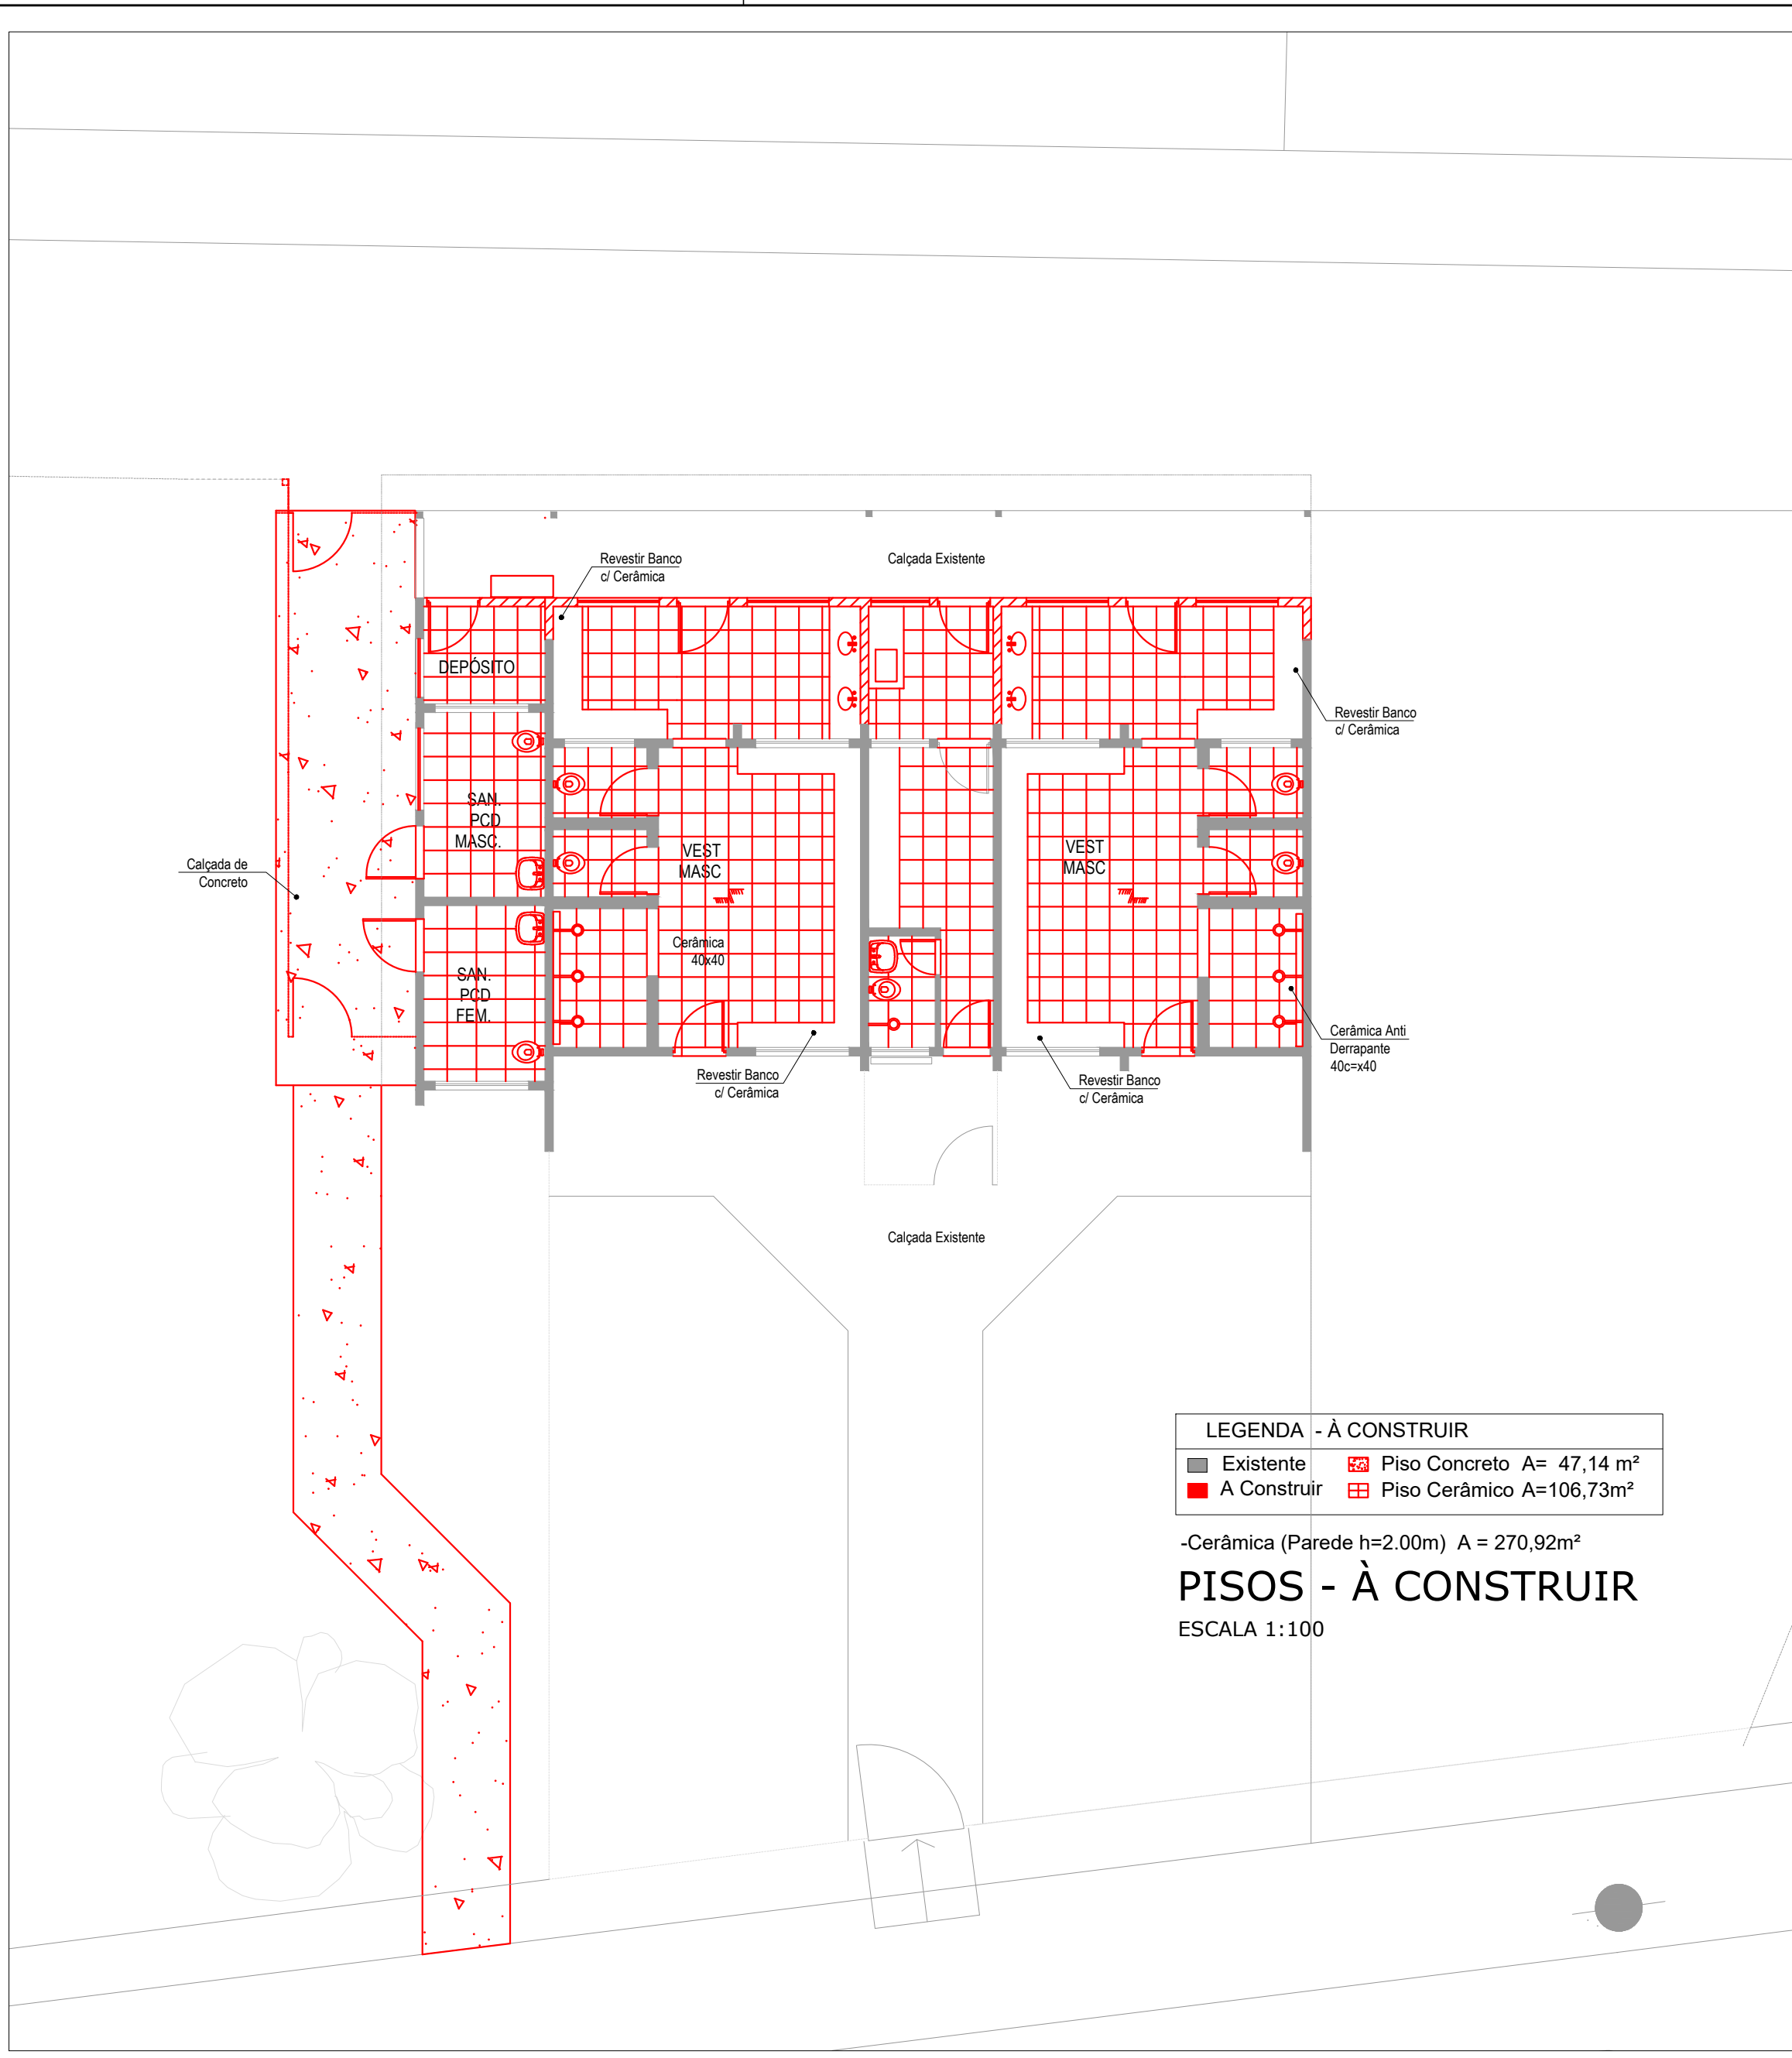 Revestir Banco
c/ Cerâmica
Calçada Existente
DEPÓSITO
Revestir Banco
c/ Cerâmica
SAN.
PCD
MASC.
VEST
MASC
VEST
MASC
Calçada de
Concreto
Cerâmica
40x40
SAN.
PCD
FEM.
Cerâmica Anti
Derrapante
40c=x40
Revestir Banco
c/ Cerâmica
Revestir Banco
c/ Cerâmica
Calçada Existente
LEGENDA - À CONSTRUIR
Existente Piso Concreto A= 47,14 m²
A Construir Piso Cerâmico A=106,73m²
-Cerâmica (Parede h=2.00m) A = 270,92m²
PISOS - À CONSTRUIR
ESCALA 1:100